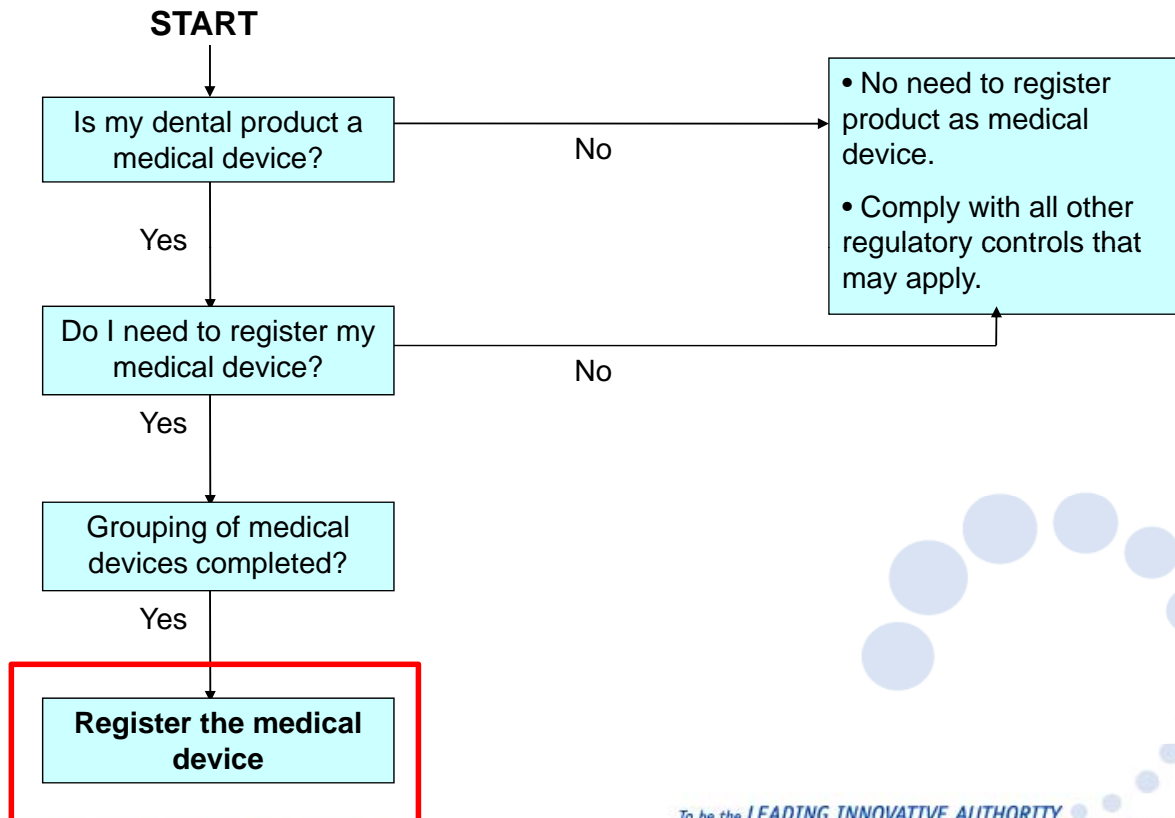 START
Is my dental product a
medical device?
No
• No need to register
product as medical
device.
• Comply with all other
regulatory controls that
may apply.
Yes
Do I need to register my
medical device?
No
Yes
Grouping of medical
devices completed?
Yes
Register the medical
device
To be the LEADING INNOVATIVE AUTHORITY